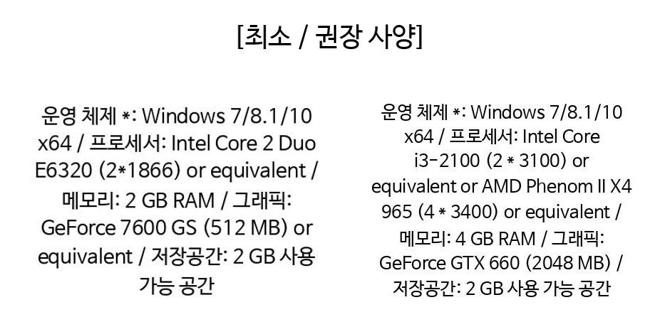 [최소 / 권장 사양]
운영 체제 *: Windows 7/8.1/10
x64 / 프로세서: Intel Core 2 Duo
E6320 (2*1866) or equivalent /
메모리: 2 GB RAM / 그래픽:
GeForce 7600 GS (512 MB) or
equivalent / 저장공간: 2 GB 사용
가능 공간
운영 체제 *: Windows 7/8.1/10
x64 / 프로세서: Intel Core
i3-2100 (2 * 3100) or
equivalent or AMD Phenom II X4
965 (4 * 3400) or equivalent /
메모리: 4 GB RAM / 그래픽:
GeForce GTX 660 (2048 MB) /
저장공간: 2 GB 사용 가능 공간